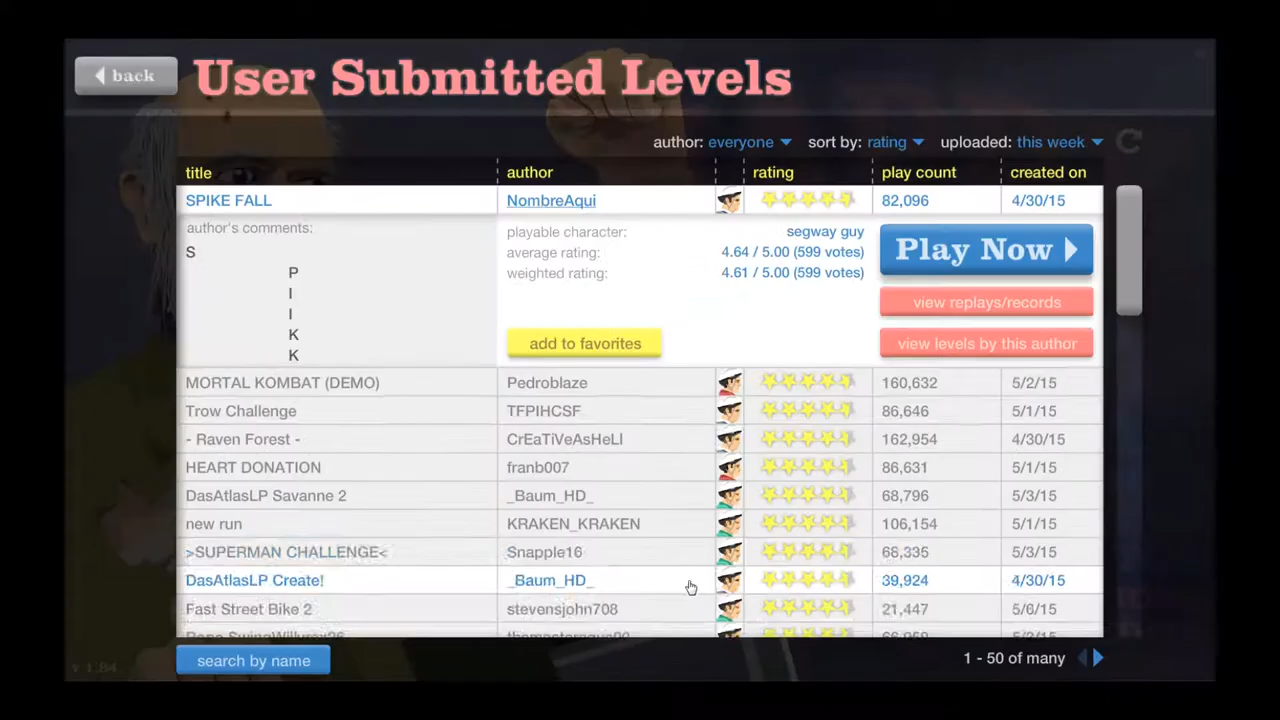 back
User Submitted Levels
author: everyone sort by: rating uploaded: this week
title author rating play count created on
SPIKE FALL NombreAqui 82,096 4/30/15
author's comments:
S
P
I
I
K
K
playable character: segway guy
average rating: 4.64 / 5.00 (599 votes)
weighted rating: 4.61 / 5.00 (599 votes)
add to favorites
Play Now
view replays/records
view levels by this author
MORTAL KOMBAT (DEMO) Pedroblaze 160,632 5/2/15
Trow Challenge TFPIHCSF 86,646 5/1/15
- Raven Forest - CrEaTiVeAsHeLl 162,954 4/30/15
HEART DONATION franb007 86,631 5/1/15
DasAtlasLP Savanne 2 _Baum_HD_ 68,796 5/3/15
new run KRAKEN_KRAKEN 106,154 5/1/15
>SUPERMAN CHALLENGE< Snapple16 68,335 5/3/15
DasAtlasLP Create! _Baum_HD_ 39,924 4/30/15
Fast Street Bike 2 stevensjohn708 21,447 5/6/15
v 1.84
search by name
1 - 50 of many